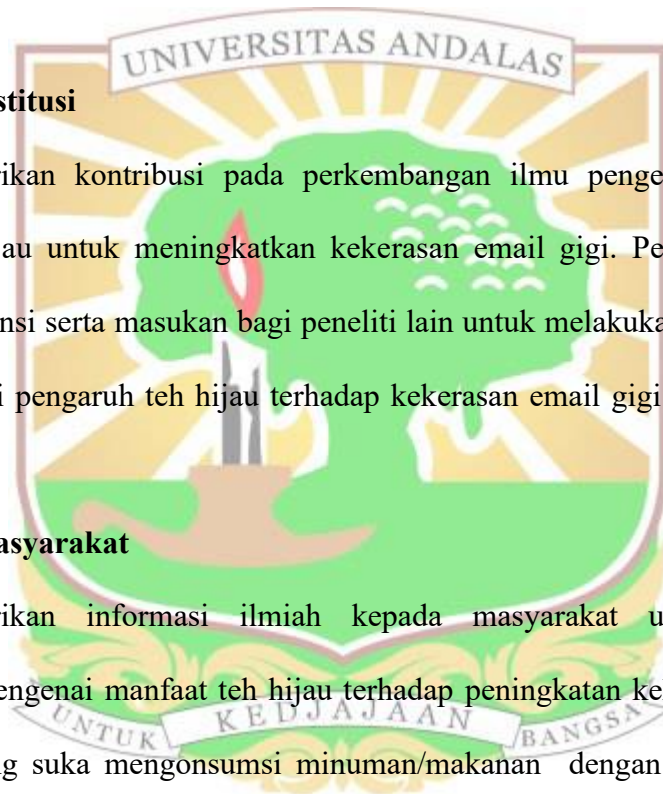 UNIVERSITAS ANDALAS
stitusi
rikan kontribusi pada perkembangan ilmu penge
au untuk meningkatkan kekerasan email gigi. Pe
nsi serta masukan bagi peneliti lain untuk melakuka
i pengaruh teh hijau terhadap kekerasan email gigi
asyarakat
rikan informasi ilmiah kepada masyarakat u
engenai manfaat teh hijau terhadap peningkatan ke
UNTUK KEDJAJAAN BANGSA
g suka mengonsumsi minuman/makanan dengan